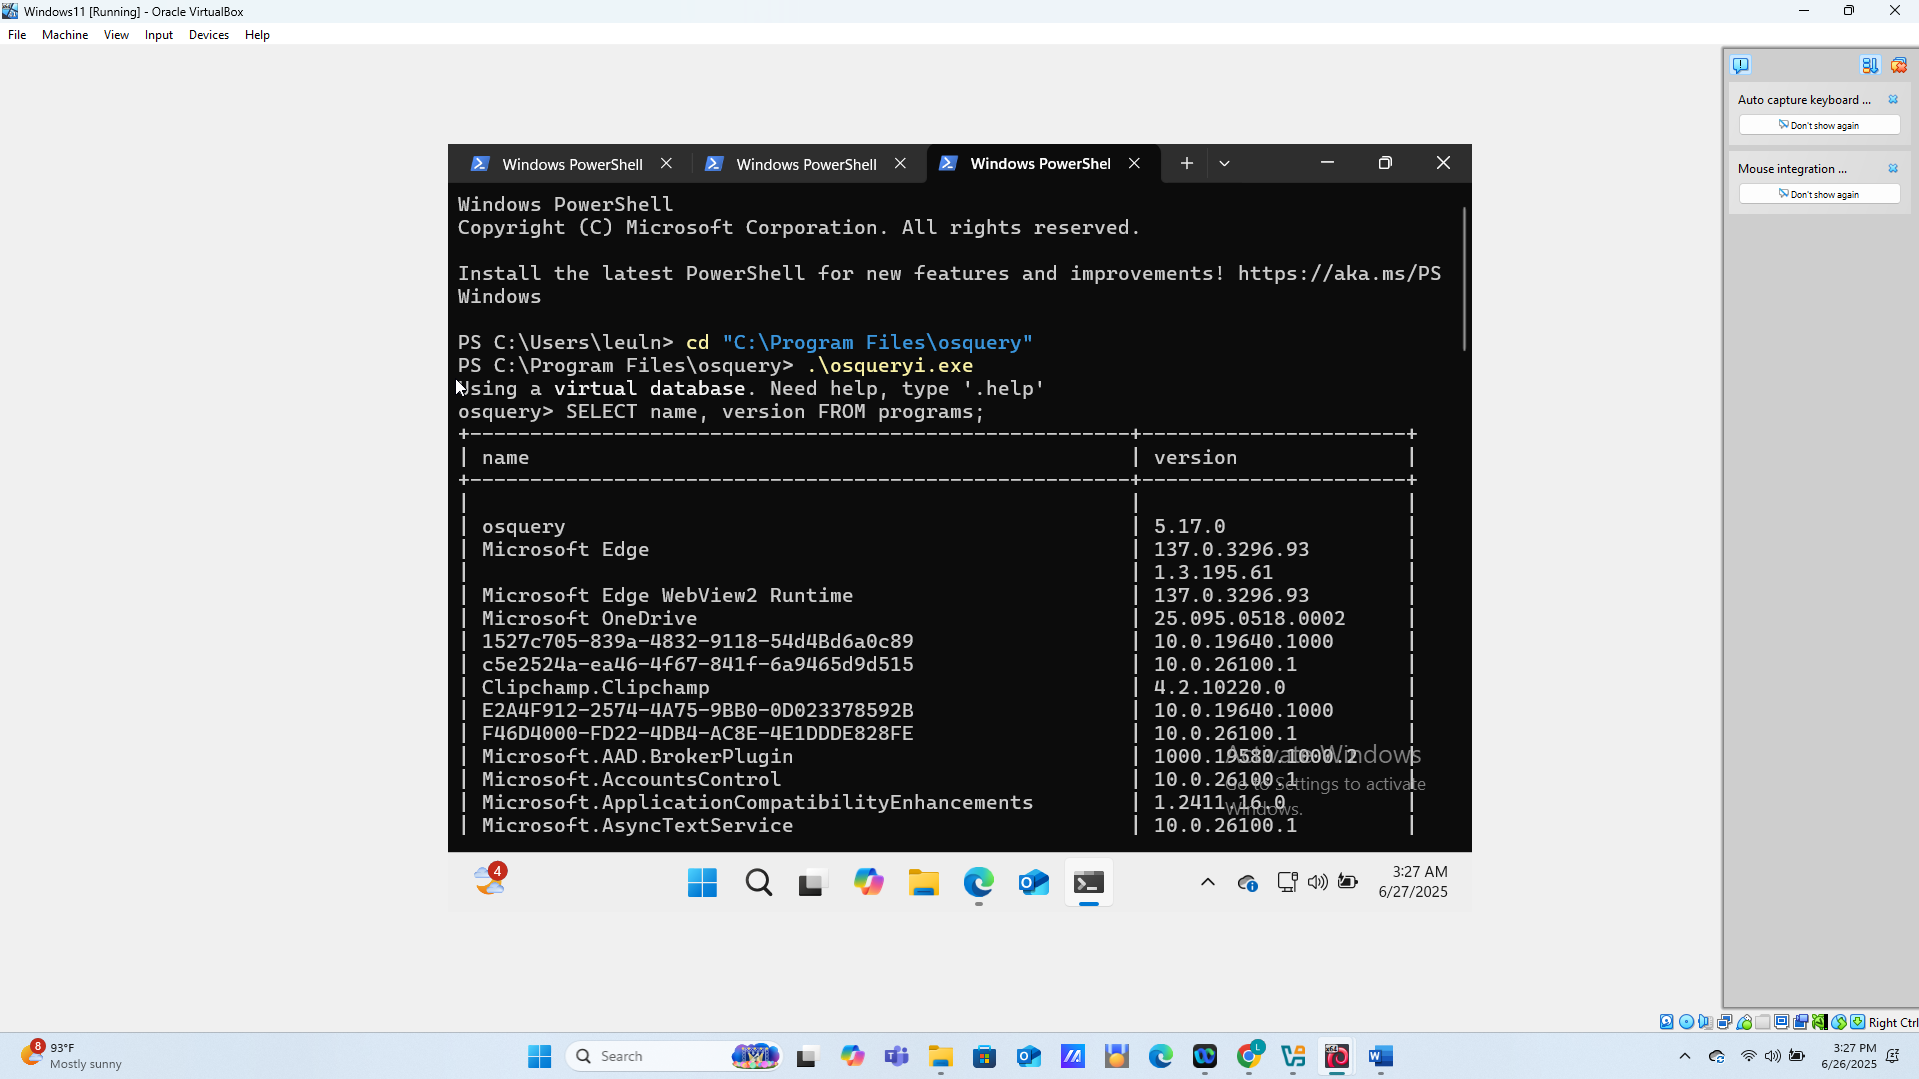 Windows11 [Running] - Oracle VirtualBox
File Machine View Input Devices Help
Auto capture keyboard ...
Don't show again
Mouse integration ...
Don't show again
Windows PowerShell Windows PowerShell Windows PowerShel
Windows PowerShell
Copyright (C) Microsoft Corporation. All rights reserved.
Install the latest PowerShell for new features and improvements! https://aka.ms/PS
Windows
PS C:\Users\leuln> cd "C:\Program Files\osquery"
PS C:\Program Files\osquery> .\osqueryi.exe
Using a virtual database. Need help, type '.help'
osquery> SELECT name, version FROM programs;
+-------------------------------------------------------+----------------------+
| name | version |
+-------------------------------------------------------+----------------------+
| | |
| osquery | 5.17.0 |
| Microsoft Edge | 137.0.3296.93 |
| | 1.3.195.61 |
| Microsoft Edge WebView2 Runtime | 137.0.3296.93 |
| Microsoft OneDrive | 25.095.0518.0002 |
| 1527c705-839a-4832-9118-54d4Bd6a0c89 | 10.0.19640.1000 |
| c5e2524a-ea46-4f67-841f-6a9465d9d515 | 10.0.26100.1 |
| Clipchamp.Clipchamp | 4.2.10220.0 |
| E2A4F912-2574-4A75-9BB0-0D023378592B | 10.0.19640.1000 |
| F46D4000-FD22-4DB4-AC8E-4E1DDDE828FE | 10.0.26100.1 |
| Microsoft.AAD.BrokerPlugin | 1000.19580.1000.2 |
| Microsoft.AccountsControl | 10.0.26100.1 |
| Microsoft.ApplicationCompatibilityEnhancements | 1.2411.16.0 |
| Microsoft.AsyncTextService | 10.0.26100.1 |
Activate Windows
Go to Settings to activate
Windows.
4
3:27 AM
6/27/2025
Right Ctrl
8
93°F
Mostly sunny
Search
L
3:27 PM
6/26/2025